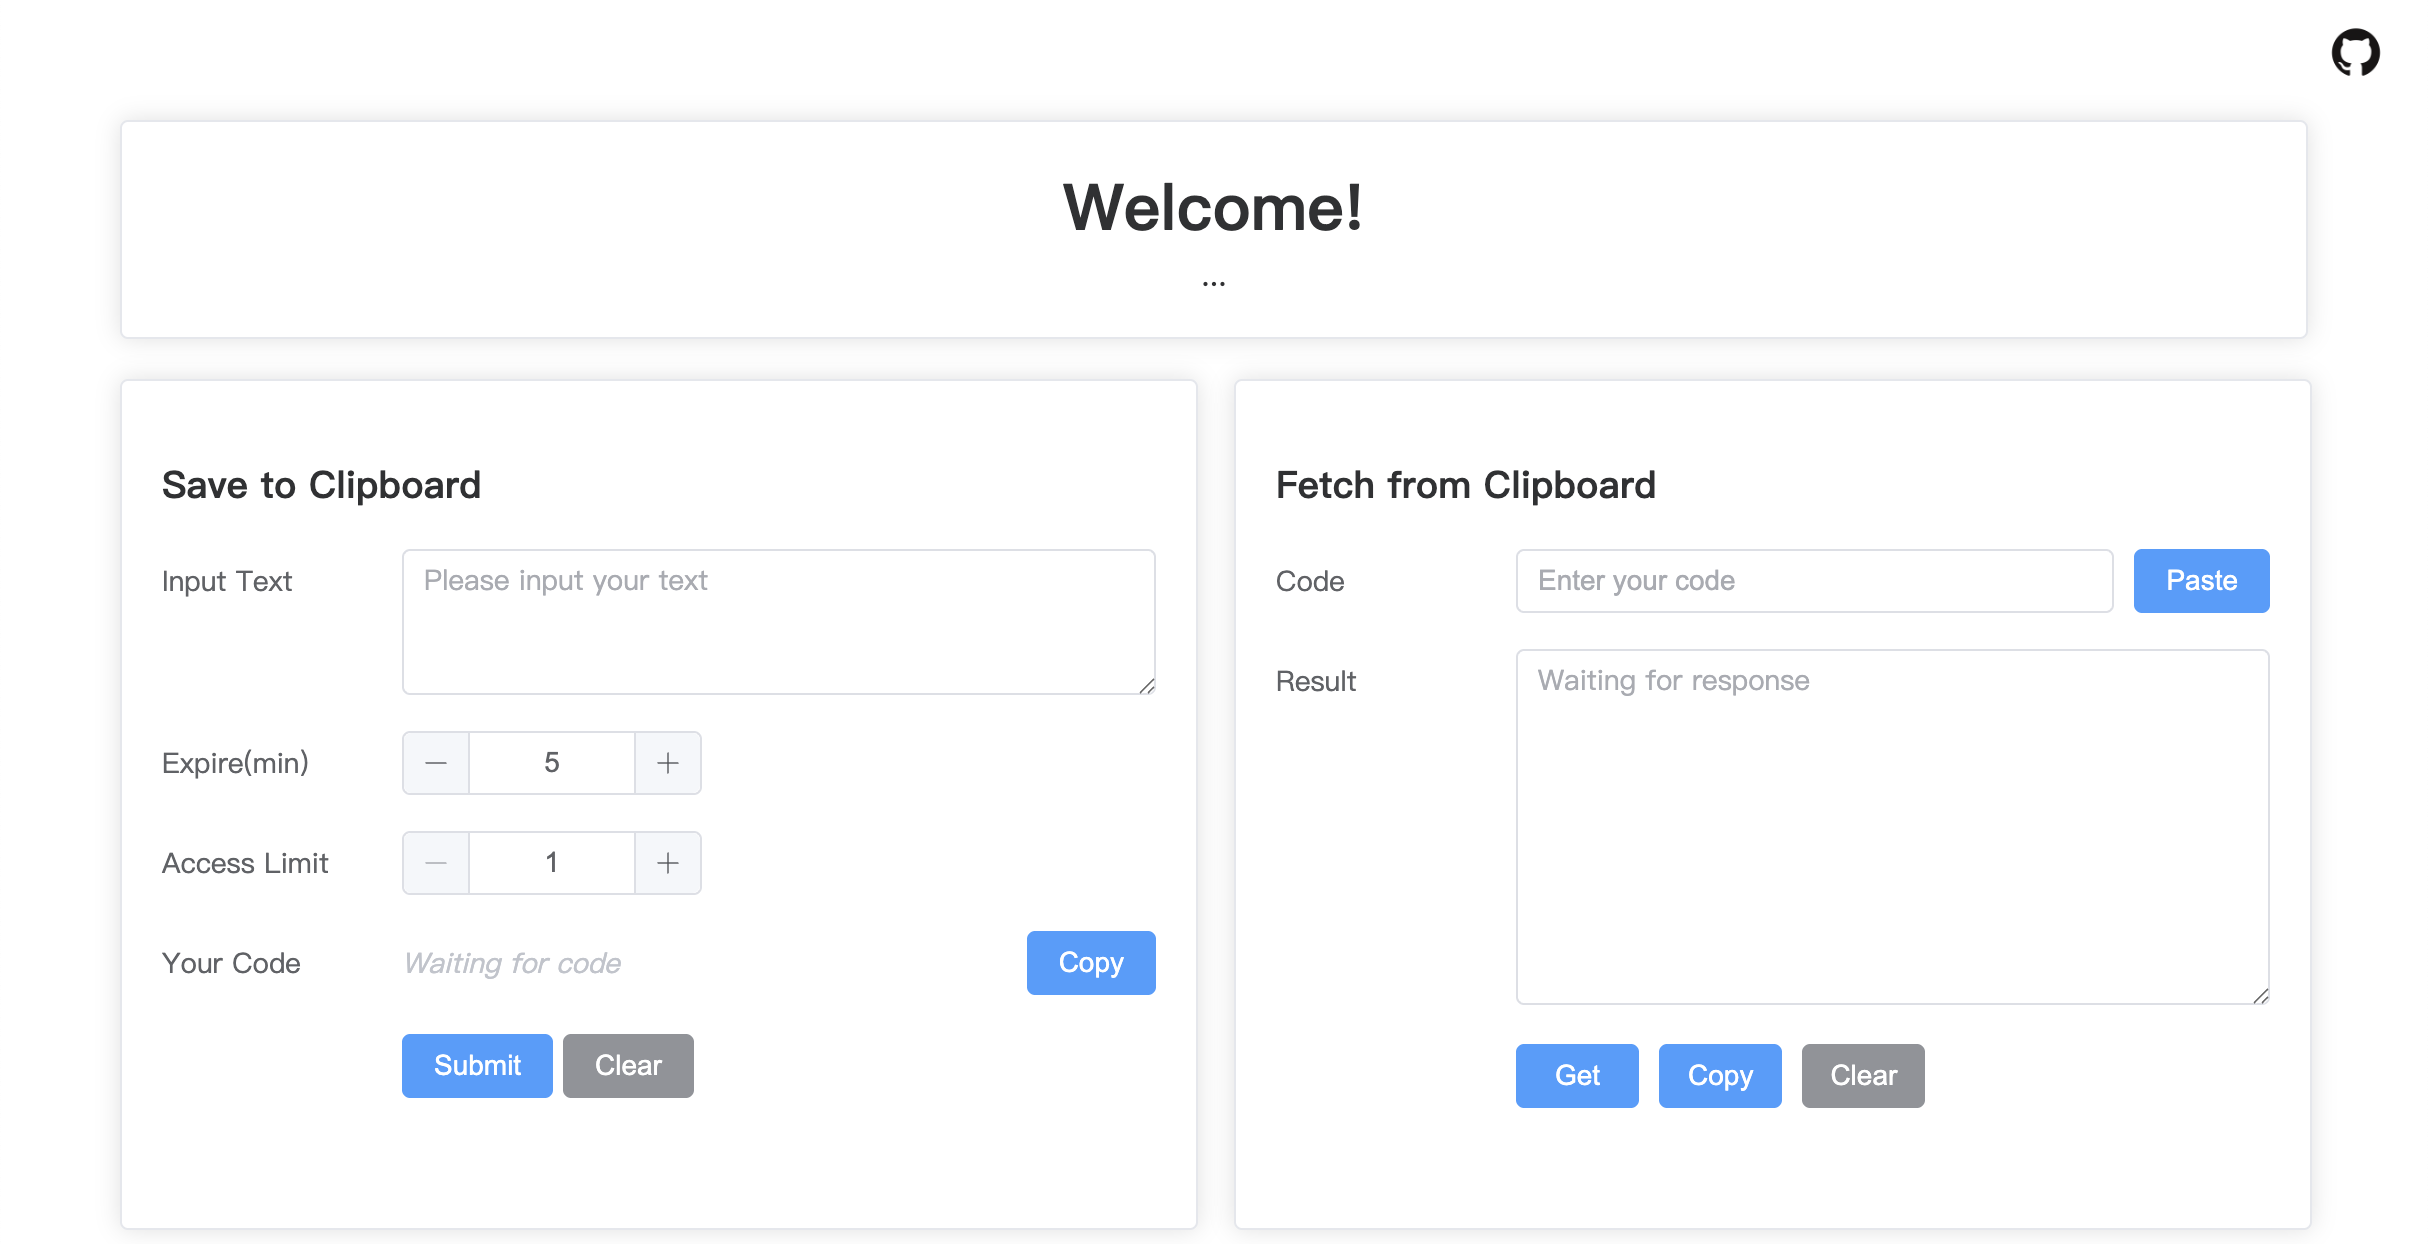 Welcome!
...
Save to Clipboard
Input Text
Please input your text
Expire(min)
5
Access Limit
1
Your Code
Waiting for code
Copy
Submit
Clear
Fetch from Clipboard
Code
Enter your code
Paste
Result
Waiting for response
Get
Copy
Clear